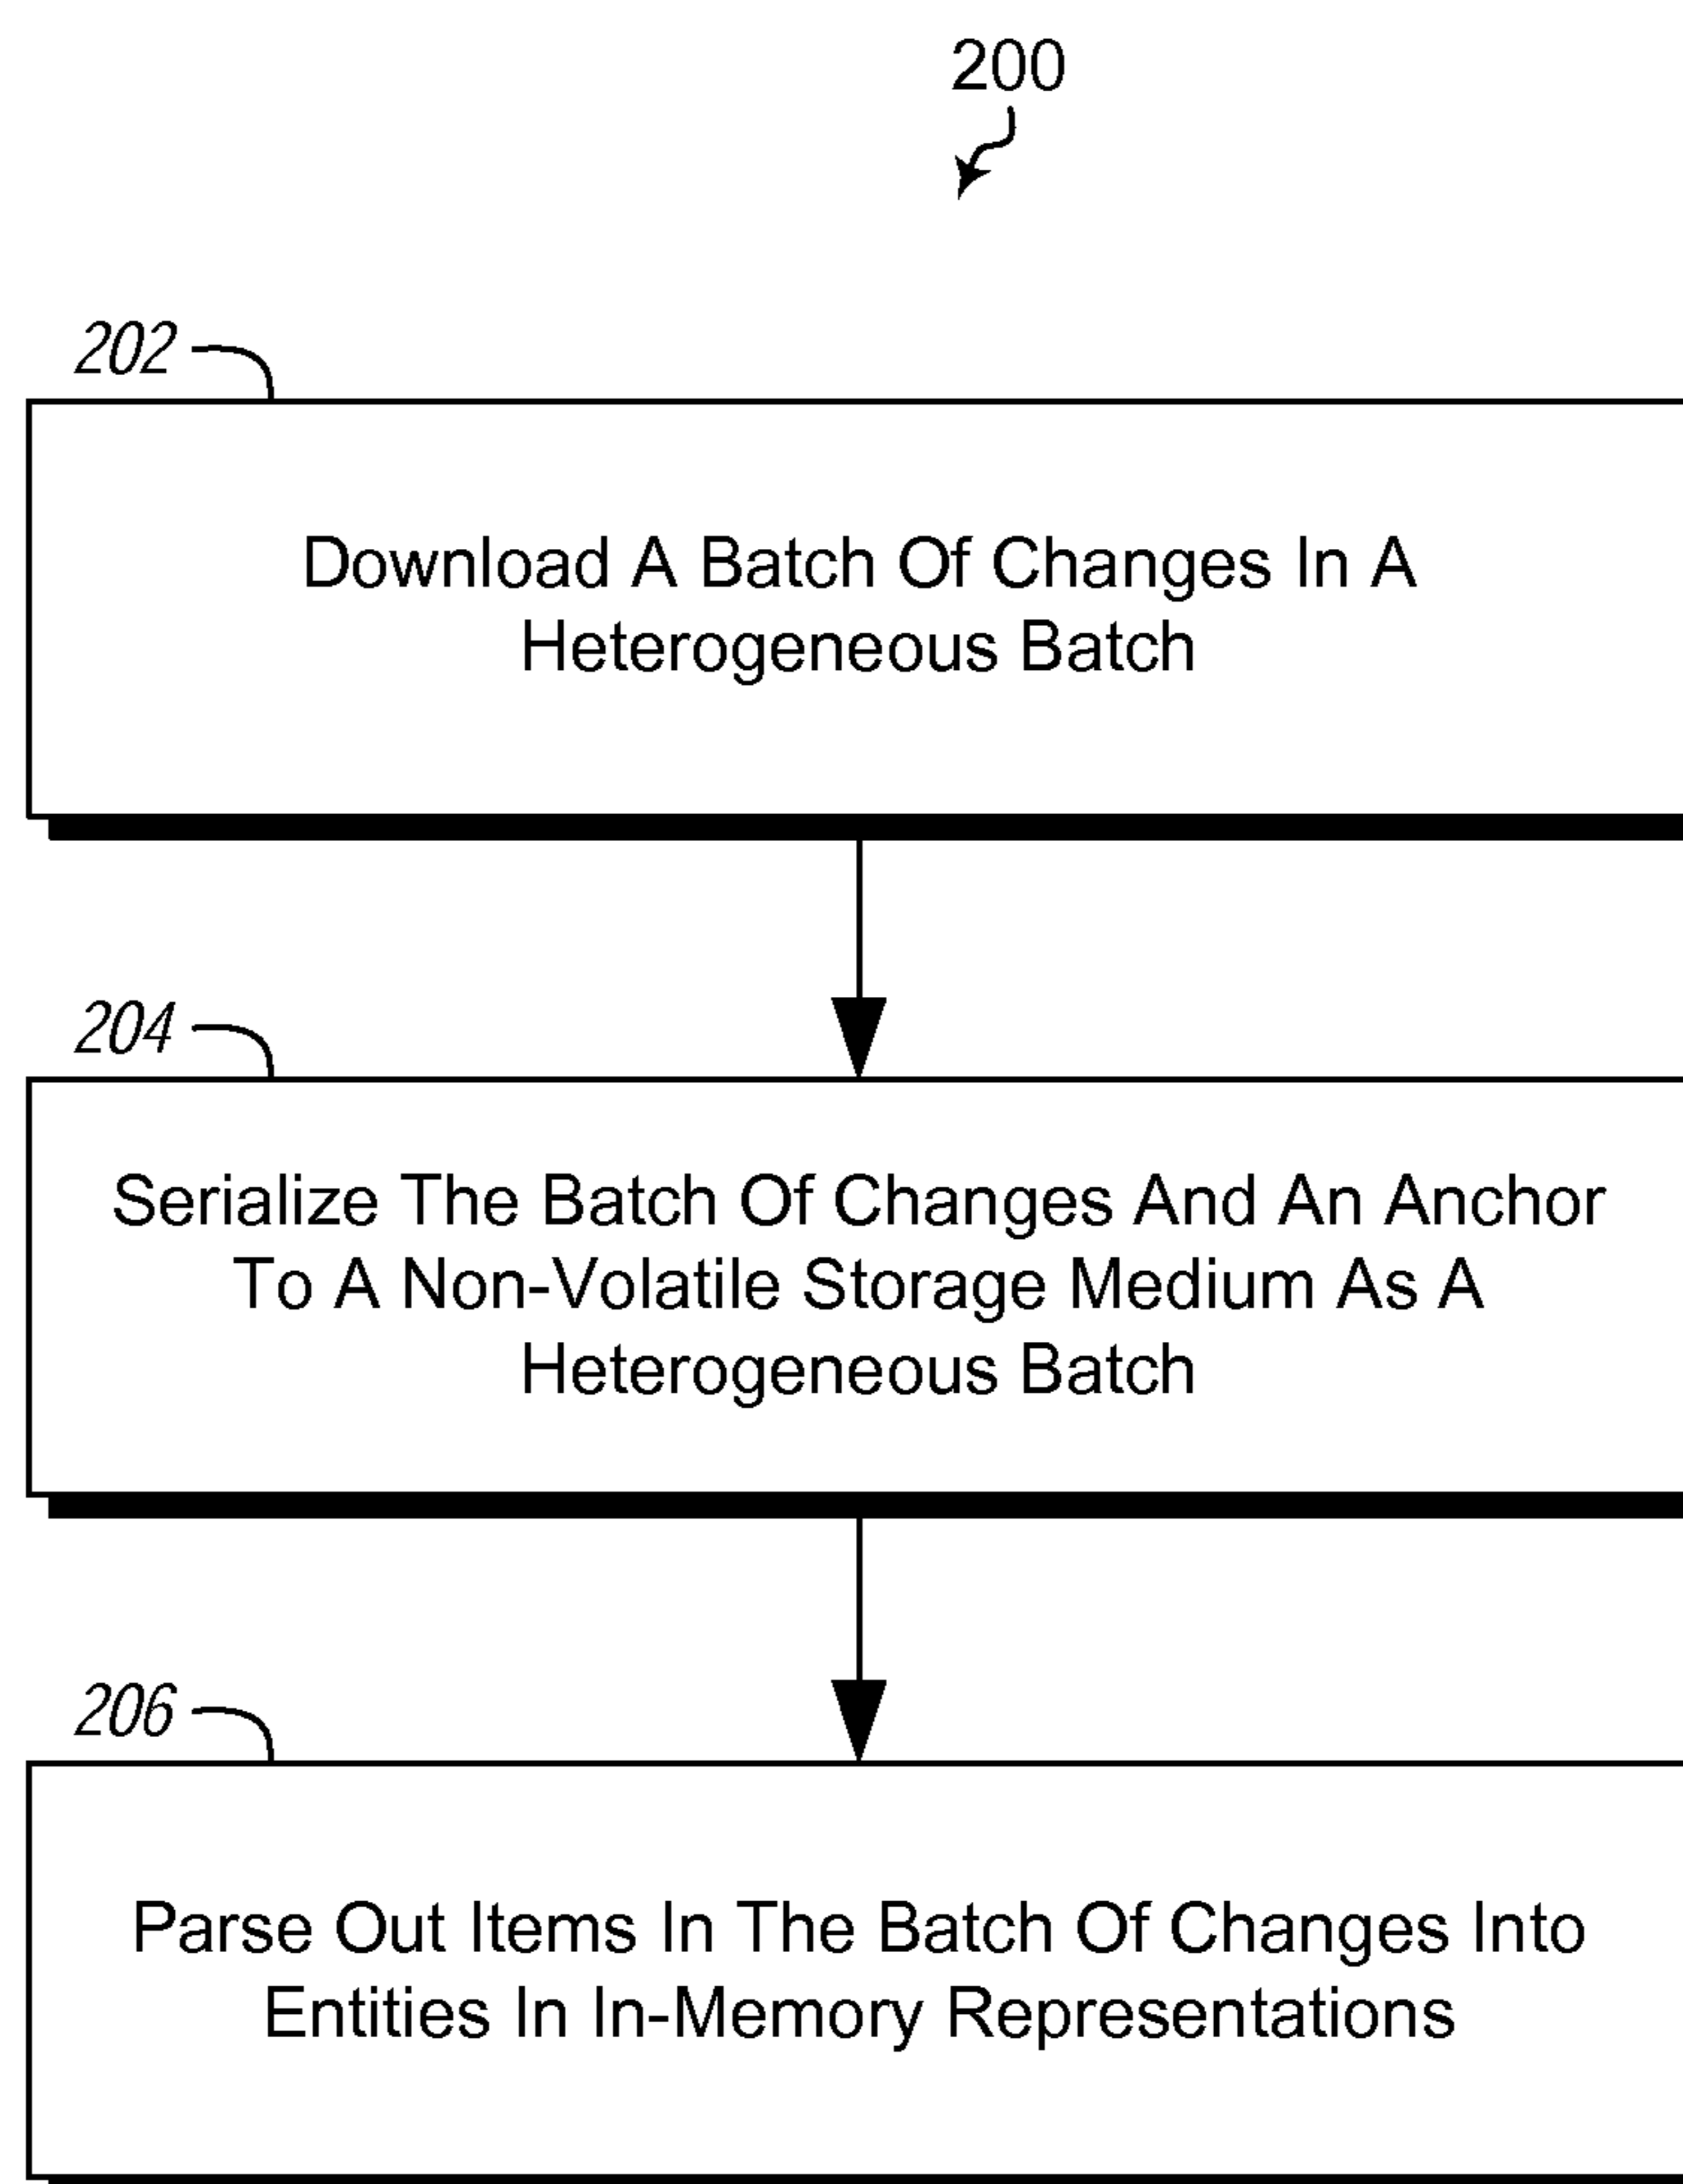 200
202
Download A Batch Of Changes In A
Heterogeneous Batch
204
Serialize The Batch Of Changes And An Anchor
To A Non-Volatile Storage Medium As A
Heterogeneous Batch
206
Parse Out Items In The Batch Of Changes Into
Entities In In-Memory Representations